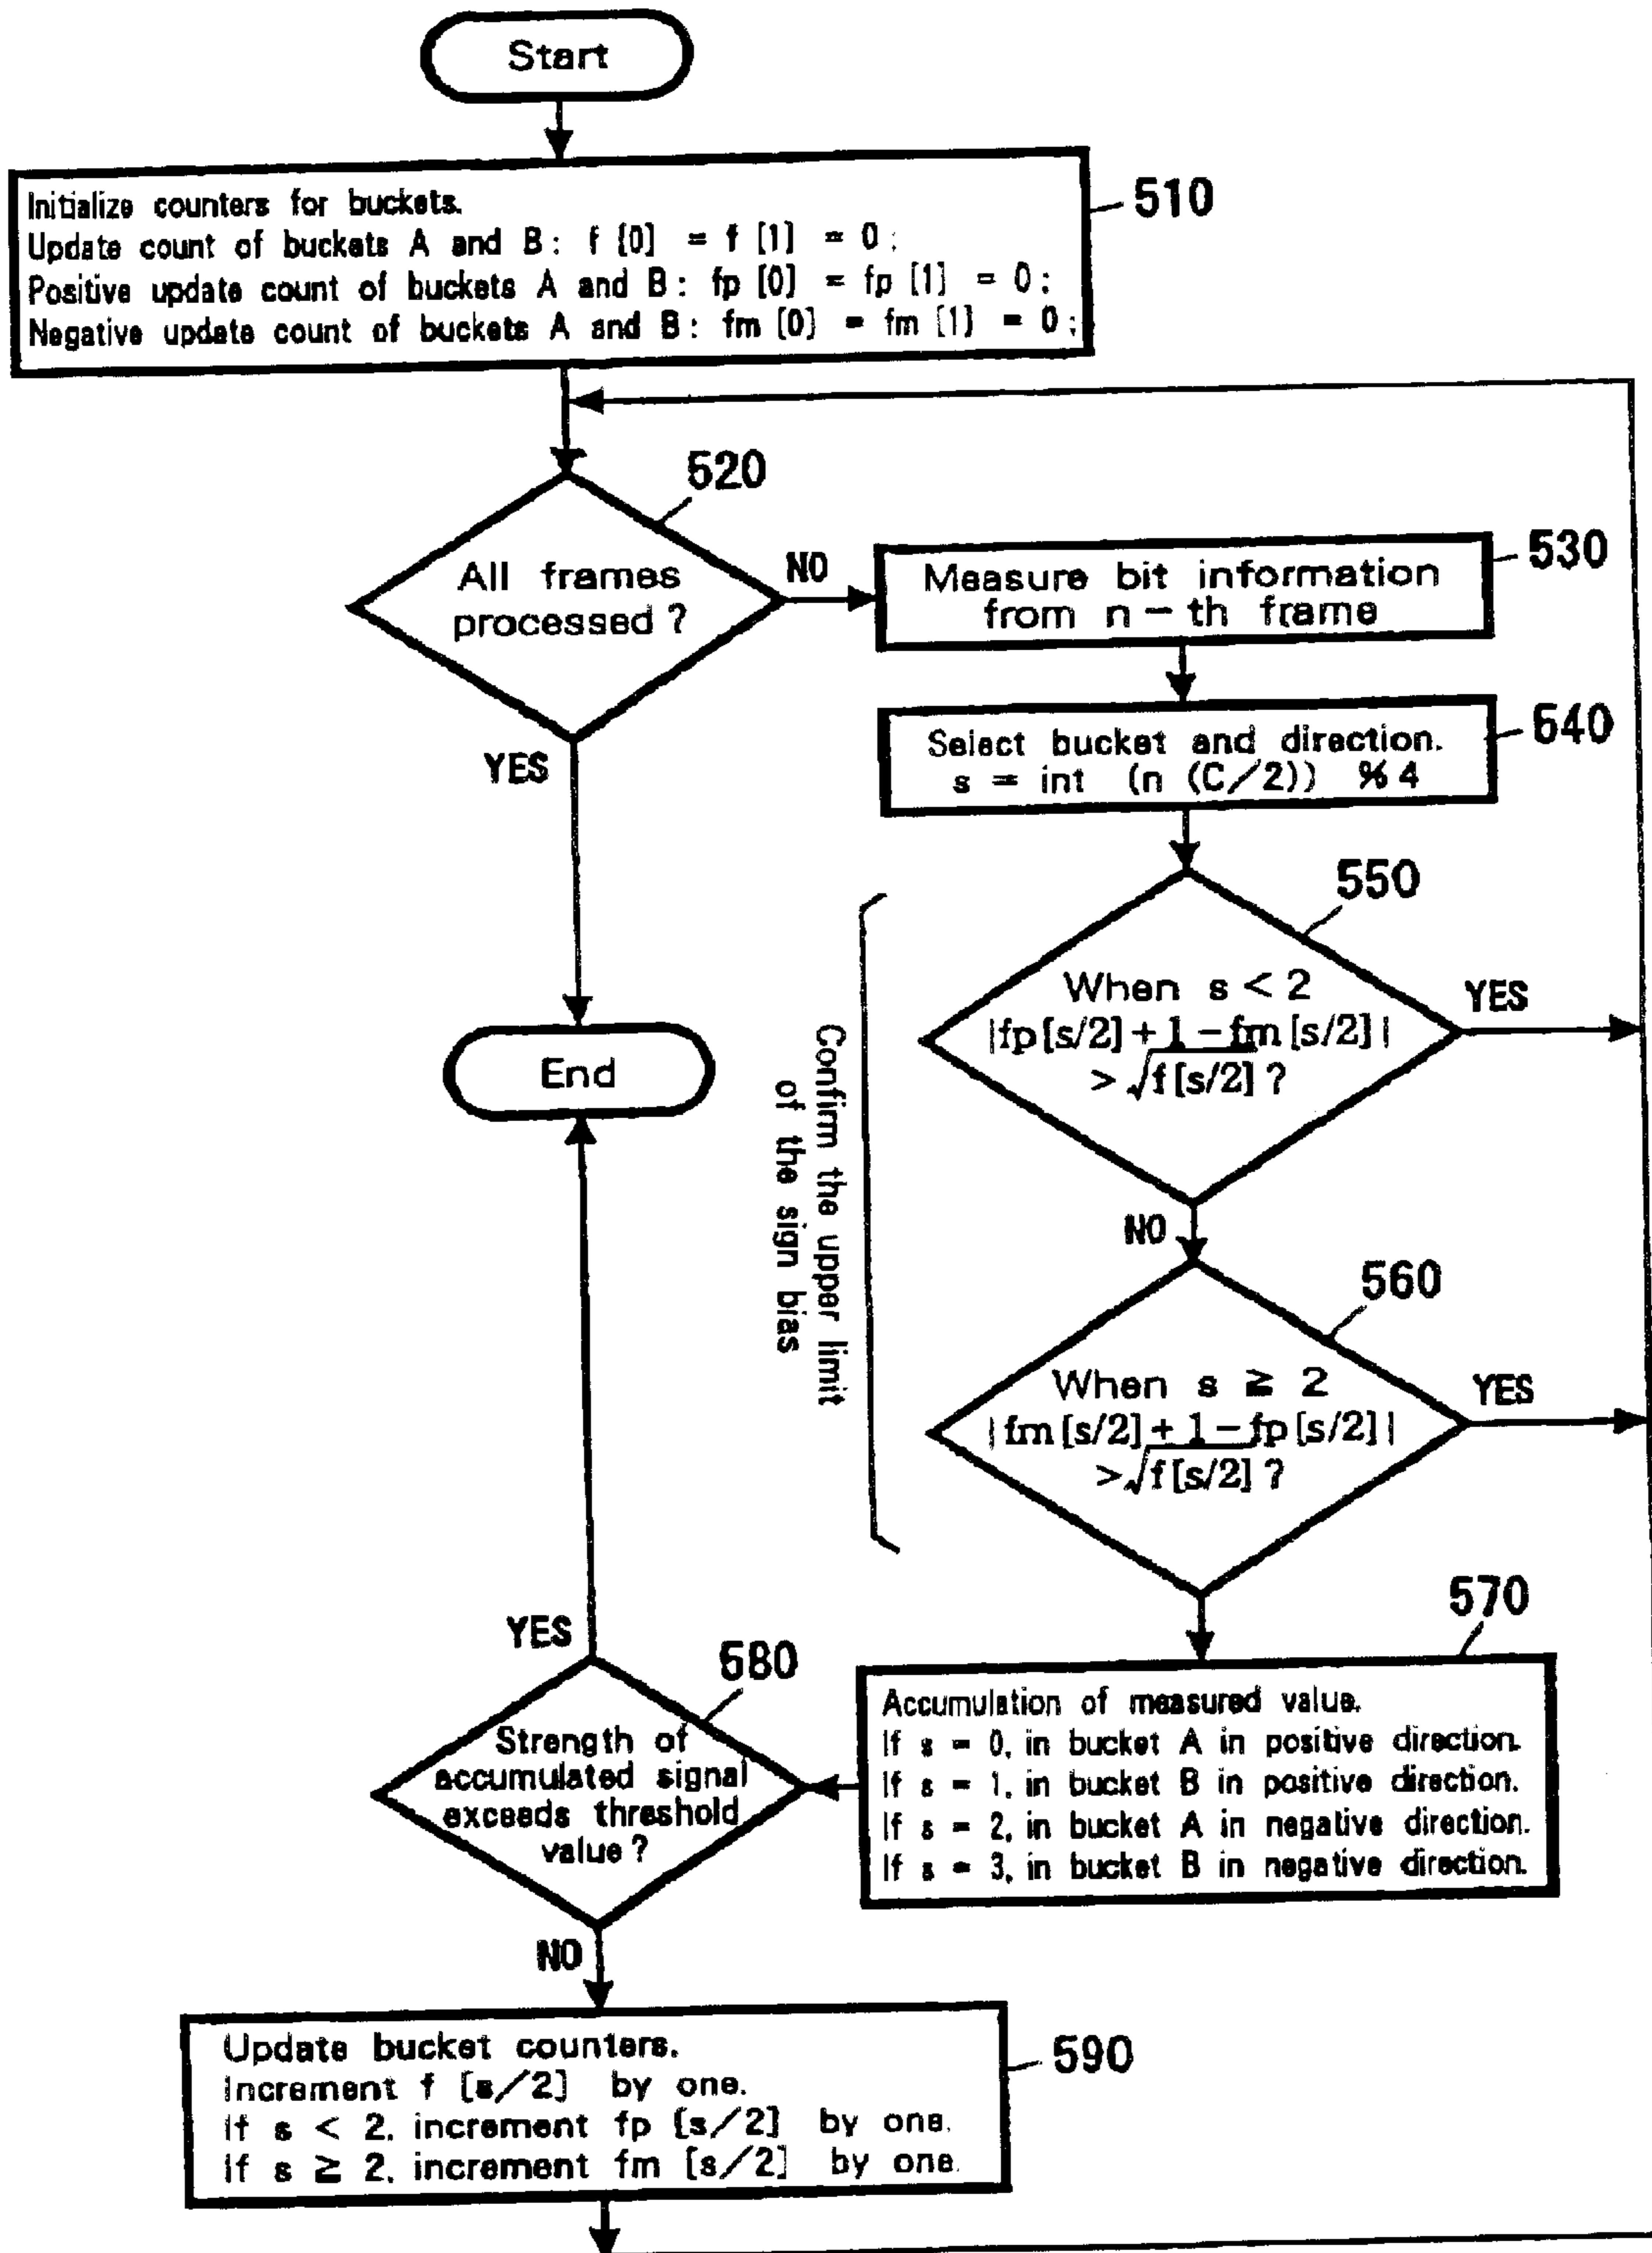 Start
Initialize counters for buckets.
Update count of buckets A and B: f [0] = f [1] = 0 ;
Positive update count of buckets A and B: fp [0] = fp [1] = 0 ;
Negative update count of buckets A and B: fm [0] = fm [1] = 0 ;
510
520
All frames
processed ?
NO
YES
530
Measure bit information
from n - th frame
540
Select bucket and direction.
s = int (n (C/2)) % 4
550
When s < 2
|fp [s/2] + 1 - fm [s/2] |
> √f [s/2] ?
YES
NO
End
Confirm the upper limit
of the sign bias
560
When s ≧ 2
| fm [s/2] + 1 - fp [s/2] |
> √f [s/2] ?
YES
570
Accumulation of measured value.
If s = 0, in bucket A in positive direction.
If s = 1, in bucket B in positive direction.
If s = 2, in bucket A in negative direction.
If s = 3, in bucket B in negative direction.
YES
580
Strength of
accumulated signal
exceeds threshold
value ?
NO
590
Update bucket counters.
Increment f [s/2] by one.
If s < 2, increment fp [s/2] by one.
If s ≧ 2, increment fm [s/2] by one.